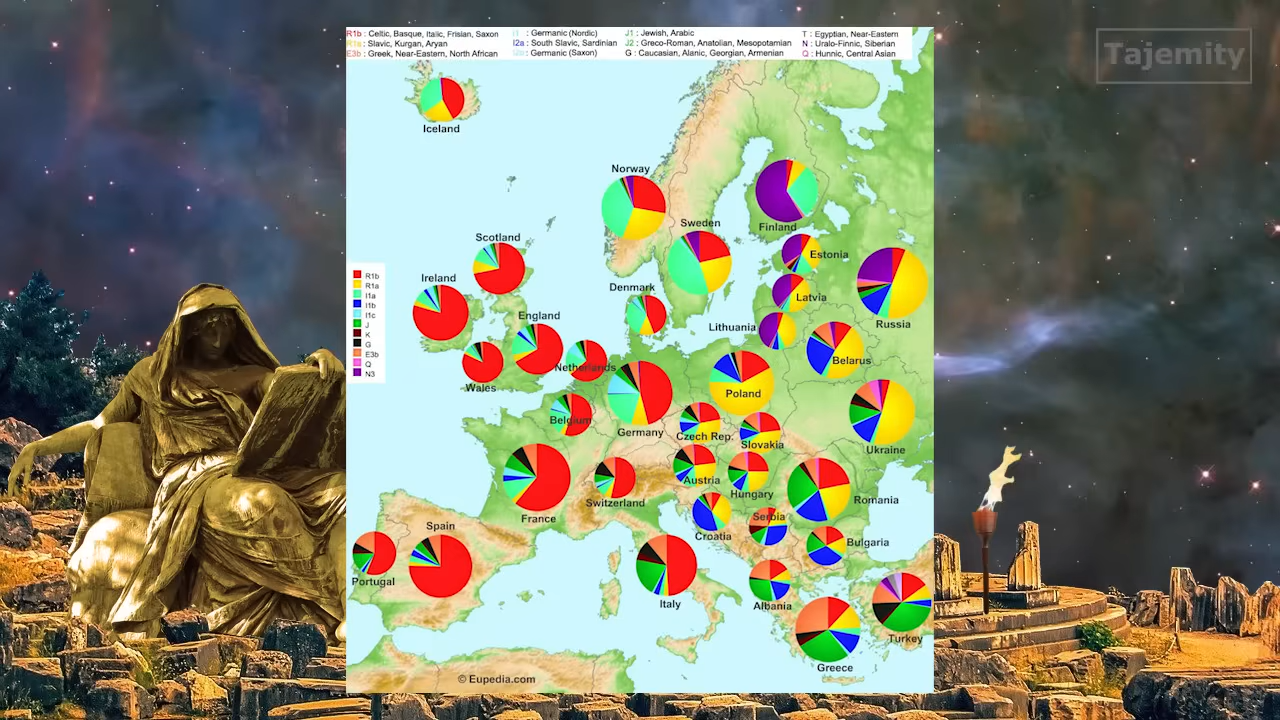 R1b : Celtic, Basque, Italic, Frisian, Saxon
R1a : Slavic, Kurgan, Aryan
E3b : Greek, Near-Eastern, North African
I1 : Germanic (Nordic)
I2a : South Slavic, Sardinian
I2b : Germanic (Saxon)
J1 : Jewish, Arabic
J2 : Greco-Roman, Anatolian, Mesopotamian
G : Caucasian, Alanic, Georgian, Armenian
T : Egyptian, Near-Eastern
N : Uralo-Finnic, Siberian
Q : Hunnic, Central Asian
Tajemity
Iceland
Norway
Finland
Sweden
Scotland
Estonia
Ireland
Denmark
Latvia
England
Russia
Lithuania
Belarus
Netherlands
Wales
Poland
Belgium
Germany
Czech Rep.
Slovakia
Ukraine
Austria
Switzerland
Hungary
Romania
France
Spain
Serbia
Croatia
Bulgaria
Portugal
Italy
Albania
Turkey
Greece
R1b
R1a
I1a
I1b
I1c
J
K
G
E3b
Q
N3
© Eupedia.com